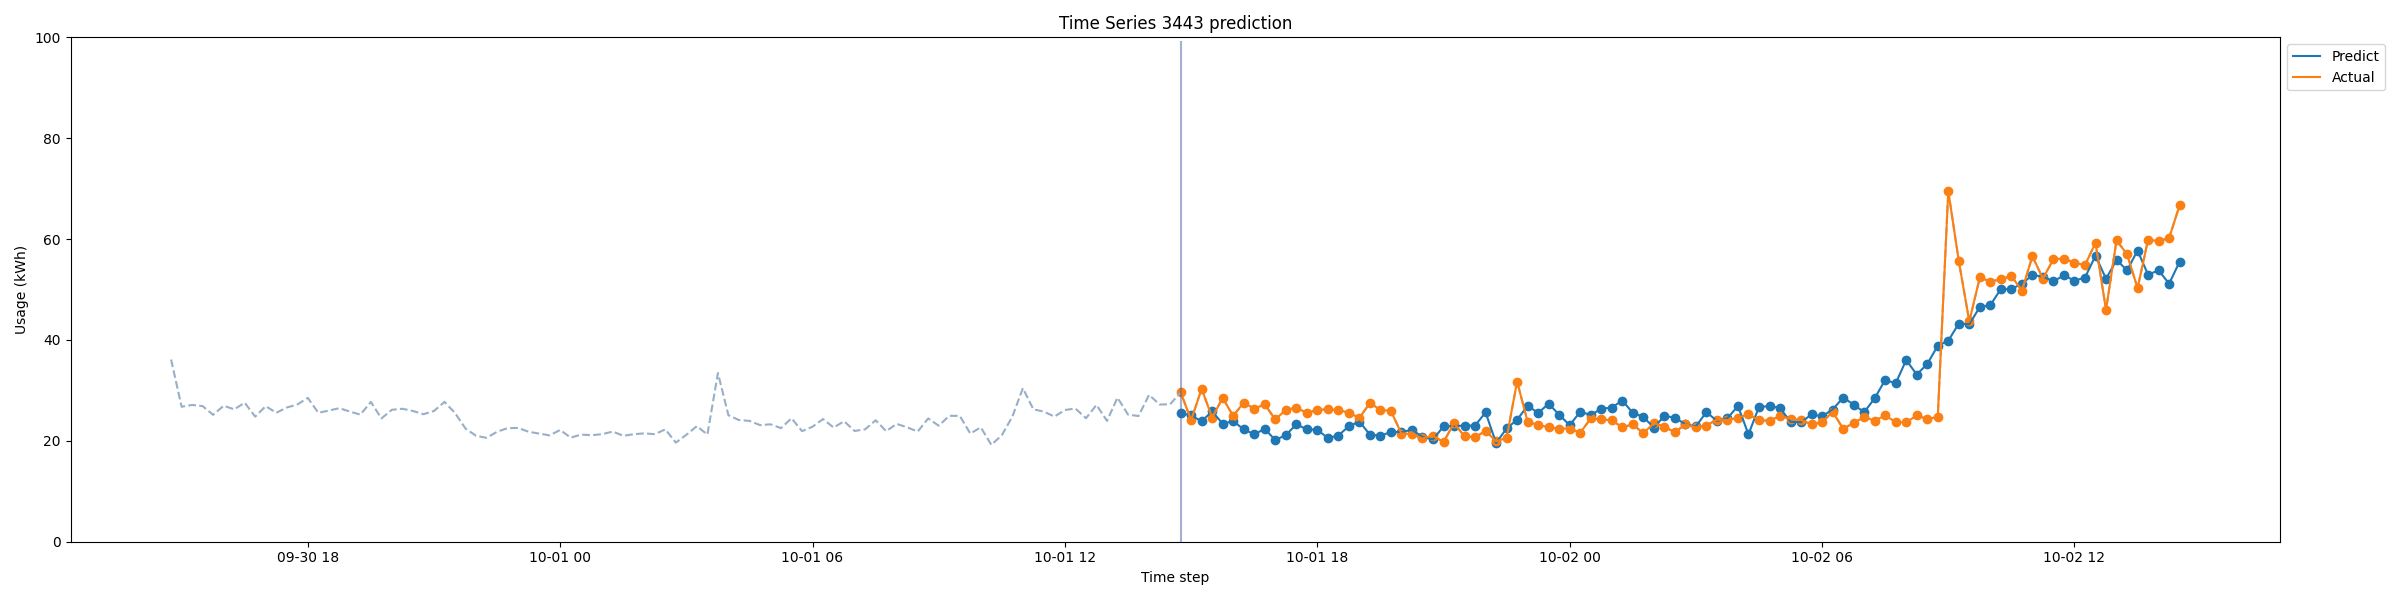 Time Series 3443 prediction
Predict
Actual
100
80
60
40
20
0
Usage (kWh)
09-30 18
10-01 00
10-01 06
10-01 12
10-01 18
10-02 00
10-02 06
10-02 12
Time step